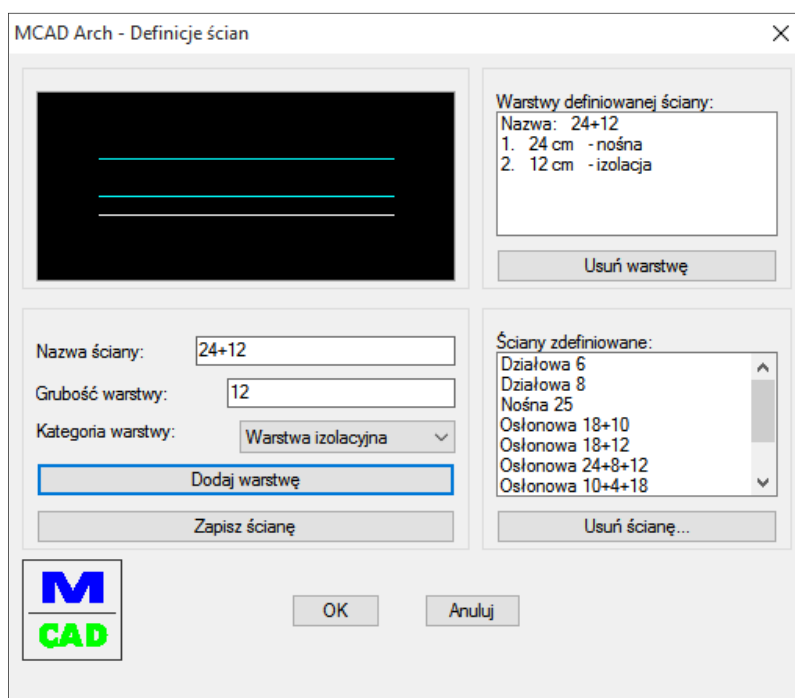 MCAD Arch - Definicje ścian
Warstwy definiowanej ściany:
Nazwa: 24+12
1. 24 cm - nośna
2. 12 cm - izolacja
Usuń warstwę
Nazwa ściany: 24+12
Grubość warstwy: 12
Kategoria warstwy: Warstwa izolacyjna
Dodaj warstwę
Zapisz ścianę
Ściany zdefiniowane:
Działowa 6
Działowa 8
Nośna 25
Osłonowa 18+10
Osłonowa 18+12
Osłonowa 24+8+12
Osłonowa 10+4+18
Usuń ścianę...
M
CAD
OK
Anuluj